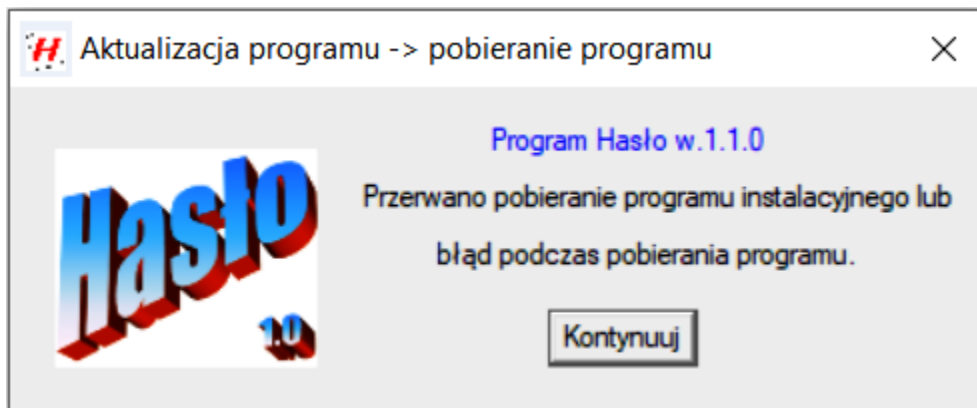 H
Aktualizacja programu -> pobieranie programu
Program Hasło w.1.1.0
Przerwano pobieranie programu instalacyjnego lub
błąd podczas pobierania programu.
Hasło
1.0
Kontynuuj